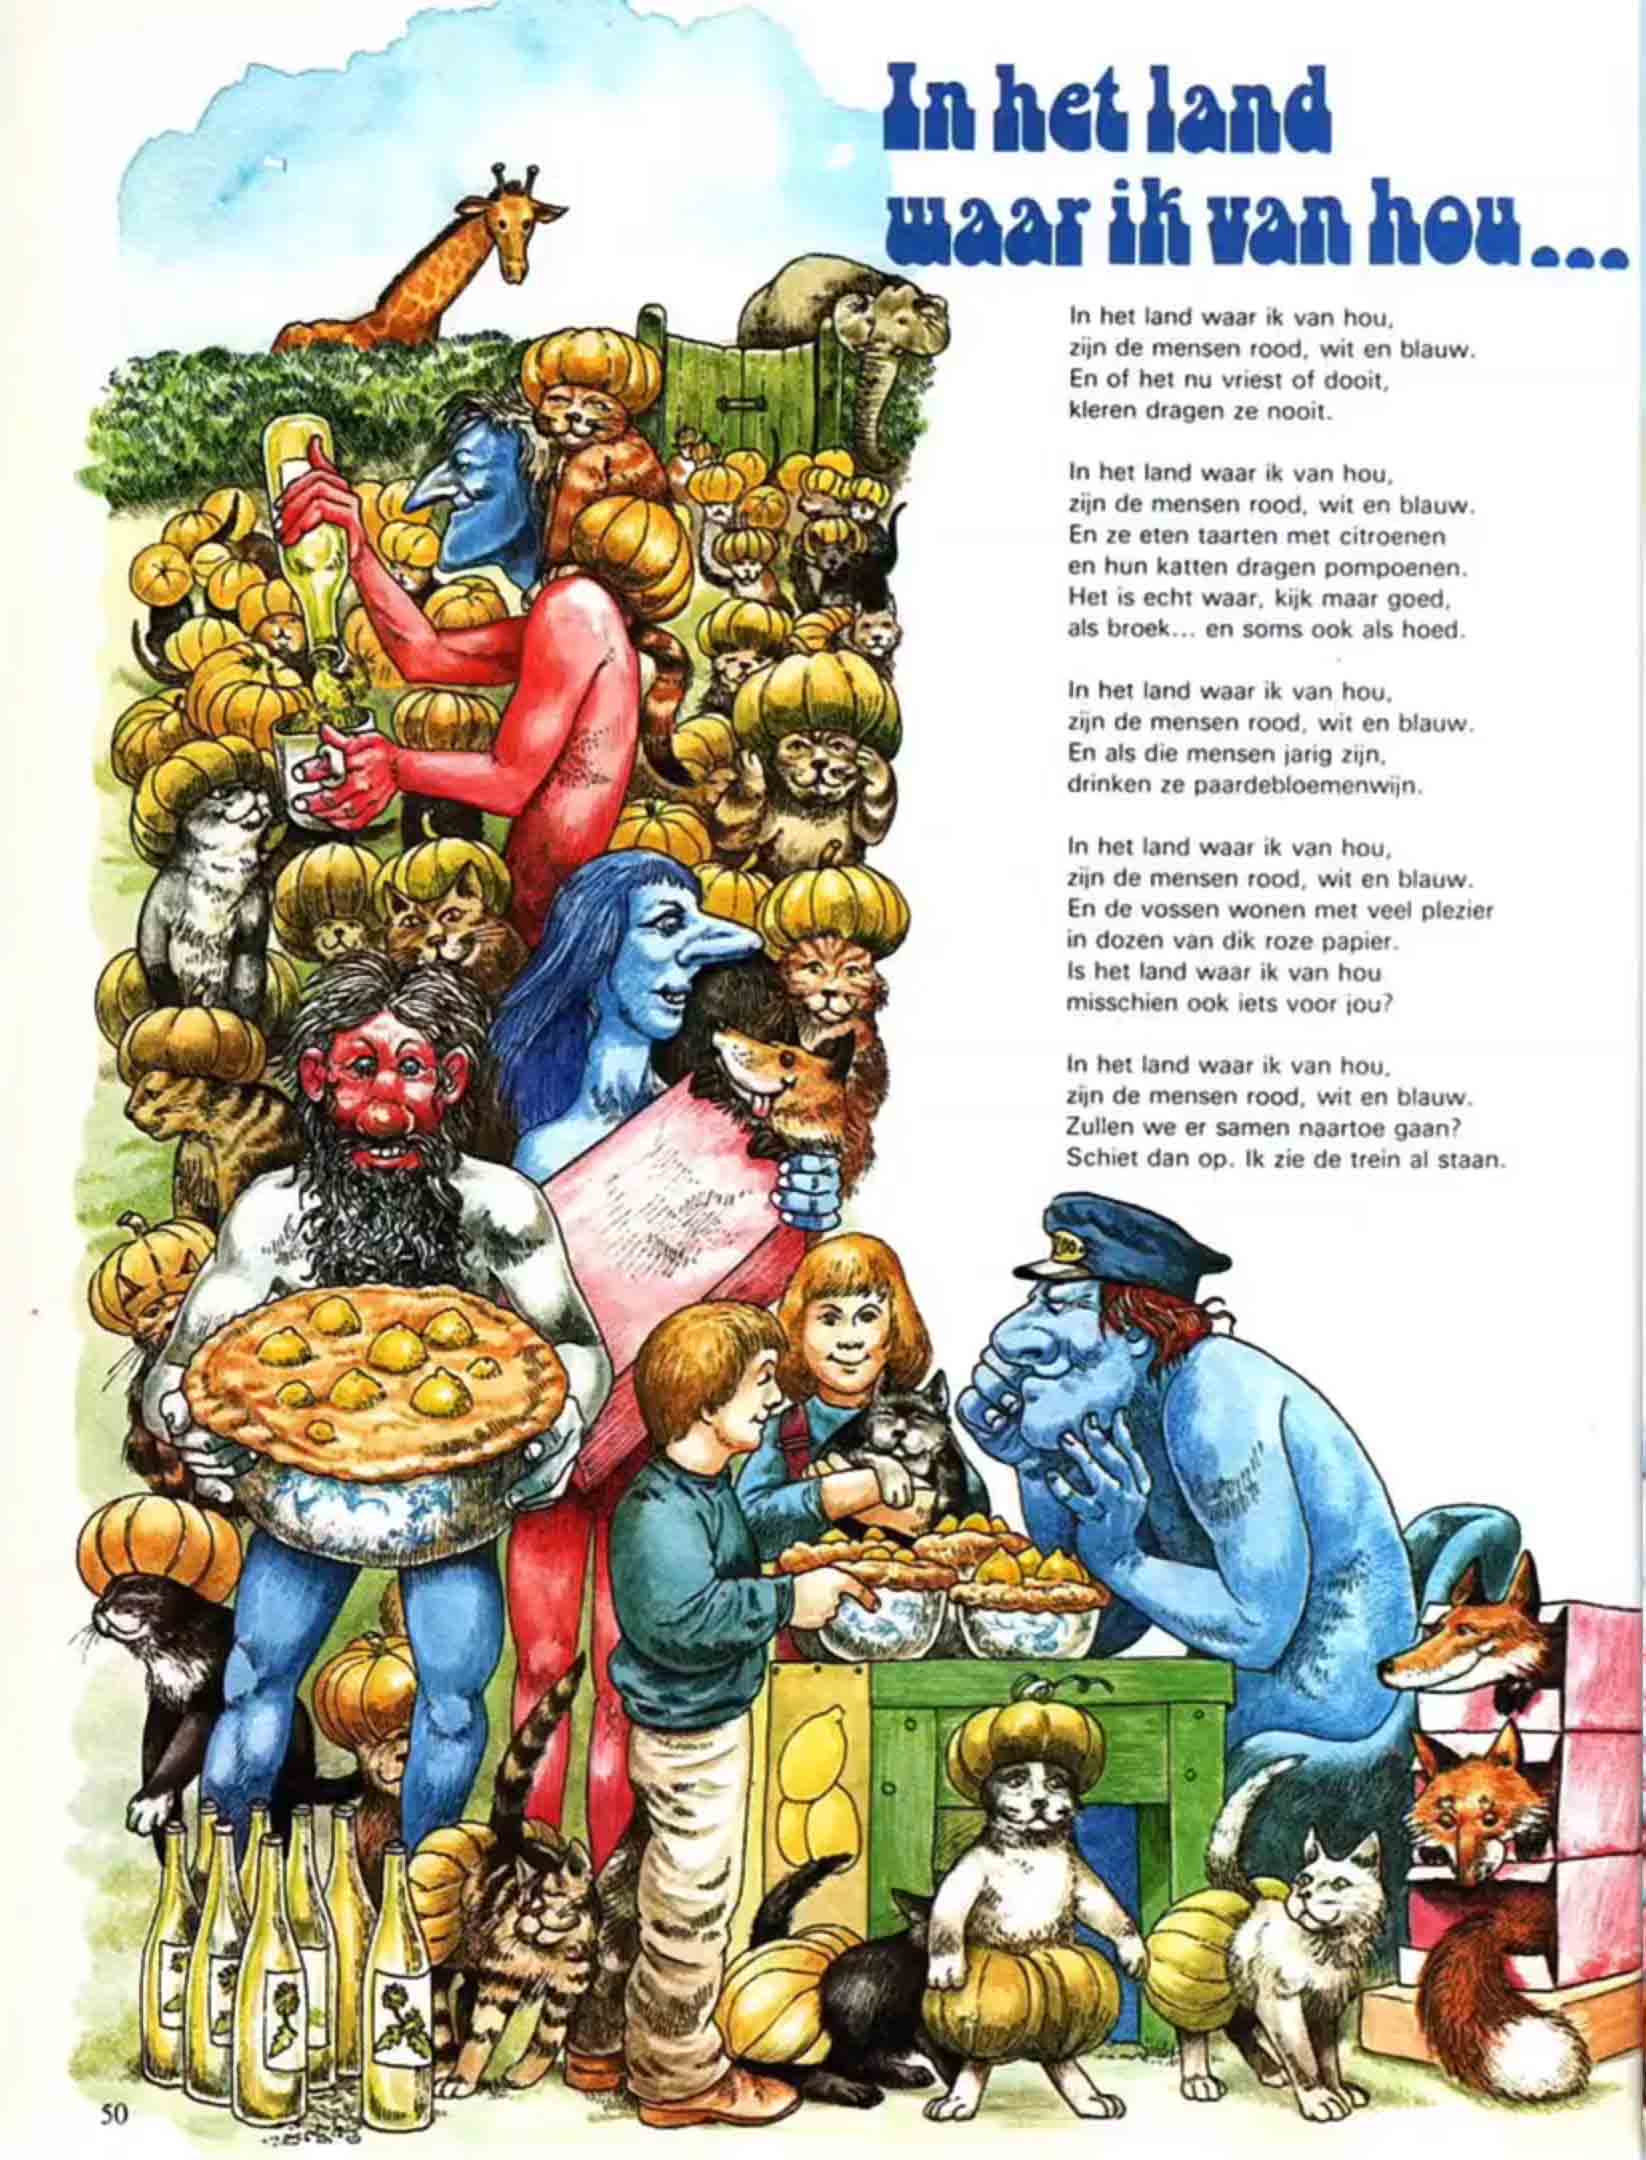 In het land
waar ik van hou...
In het land waar ik van hou,
zijn de mensen rood, wit en blauw.
En of het nu vriest of dooit,
kleren dragen ze nooit.
In het land waar ik van hou,
zijn de mensen rood, wit en blauw.
En ze eten taarten met citroenen
en hun katten dragen pompoenen.
Het is echt waar, kijk maar goed,
als broek... en soms ook als hoed.
In het land waar ik van hou,
zijn de mensen rood, wit en blauw.
En als die mensen jarig zijn,
drinken ze paardebloemenwijn.
In het land waar ik van hou,
zijn de mensen rood, wit en blauw.
En de vossen wonen met veel plezier
in dozen van dik roze papier.
Is het land waar ik van hou
misschien ook iets voor jou?
In het land waar ik van hou,
zijn de mensen rood, wit en blauw.
Zullen we er samen naartoe gaan?
Schiet dan op. Ik zie de trein al staan.
50